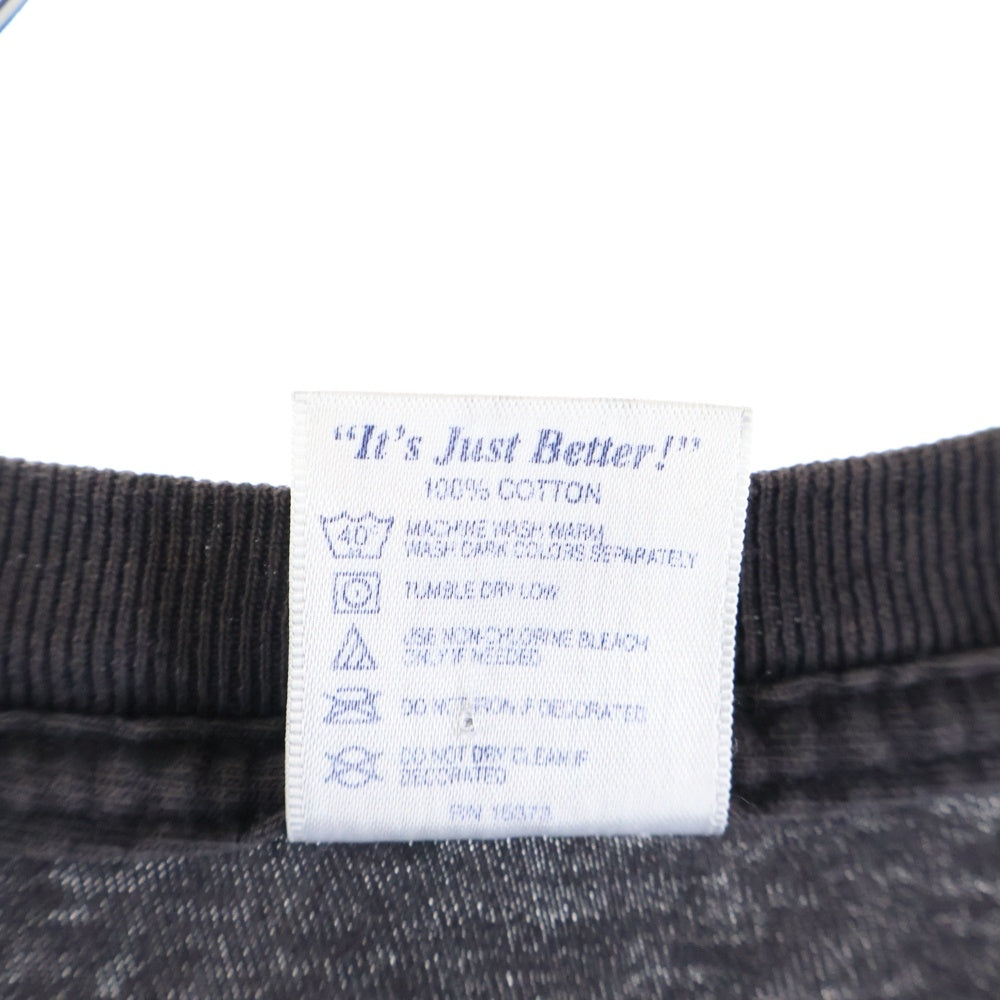 “It's Just Better!”
100% COTTON
40
MACHINE WASH WARM
WASH DARK COLORS SEPARATELY
TUMBLE DRY LOW
USE NON-CHLORINE BLEACH
ONLY IF NEEDED
DO NOT IRON IF DECORATED
DO NOT DRY CLEAN IF
DECORATED
RN 15373